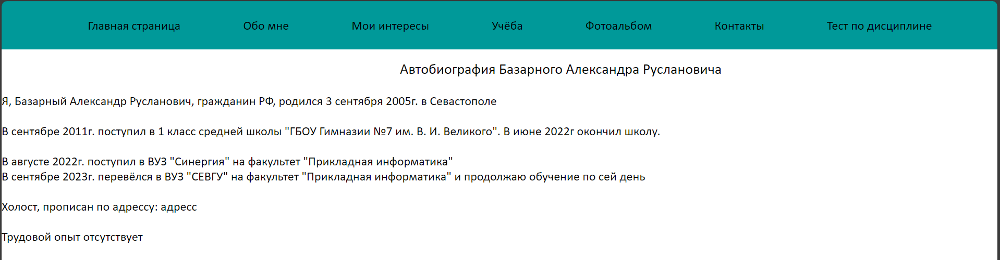 Главная страница Обо мне Мои интересы Учёба Фотоальбом Контакты Тест по дисциплине
Автобиография Базарного Александра Руслановича
Я, Базарный Александр Русланович, гражданин РФ, родился 3 сентября 2005г. в Севастополе
В сентябре 2011г. поступил в 1 класс средней школы "ГБОУ Гимназии №7 им. В. И. Великого". В июне 2022г окончил школу.
В августе 2022г. поступил в ВУЗ "Синергия" на факультет "Прикладная информатика"
В сентябре 2023г. перевёлся в ВУЗ "СЕВГУ" на факультет "Прикладная информатика" и продолжаю обучение по сей день
Холост, прописан по адрессу: адресс
Трудовой опыт отсутствует